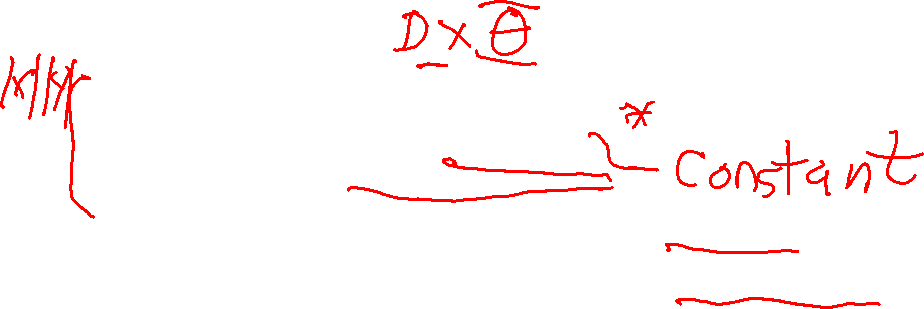 D x θ
|x||y|
* Constant